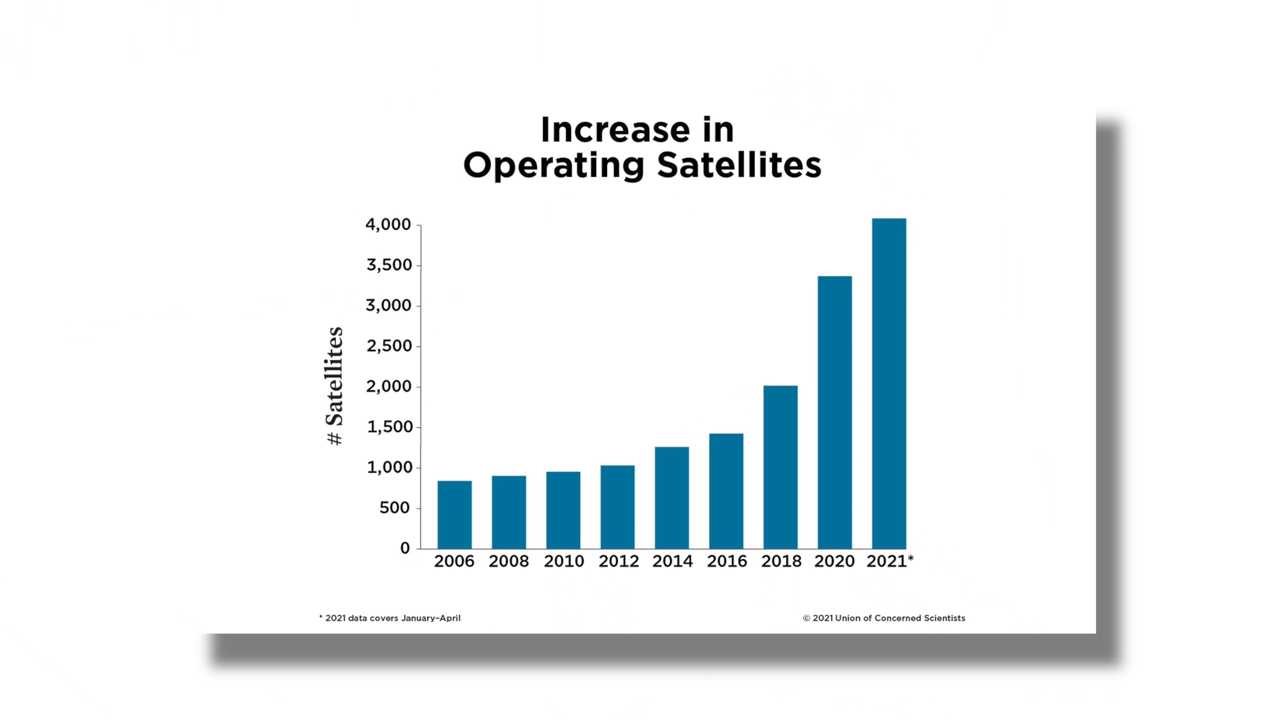 Increase in
Operating Satellites
# Satellites
4,000
3,500
3,000
2,500
2,000
1,500
1,000
500
0
2006 2008 2010 2012 2014 2016 2018 2020 2021*
* 2021 data covers January–April
© 2021 Union of Concerned Scientists